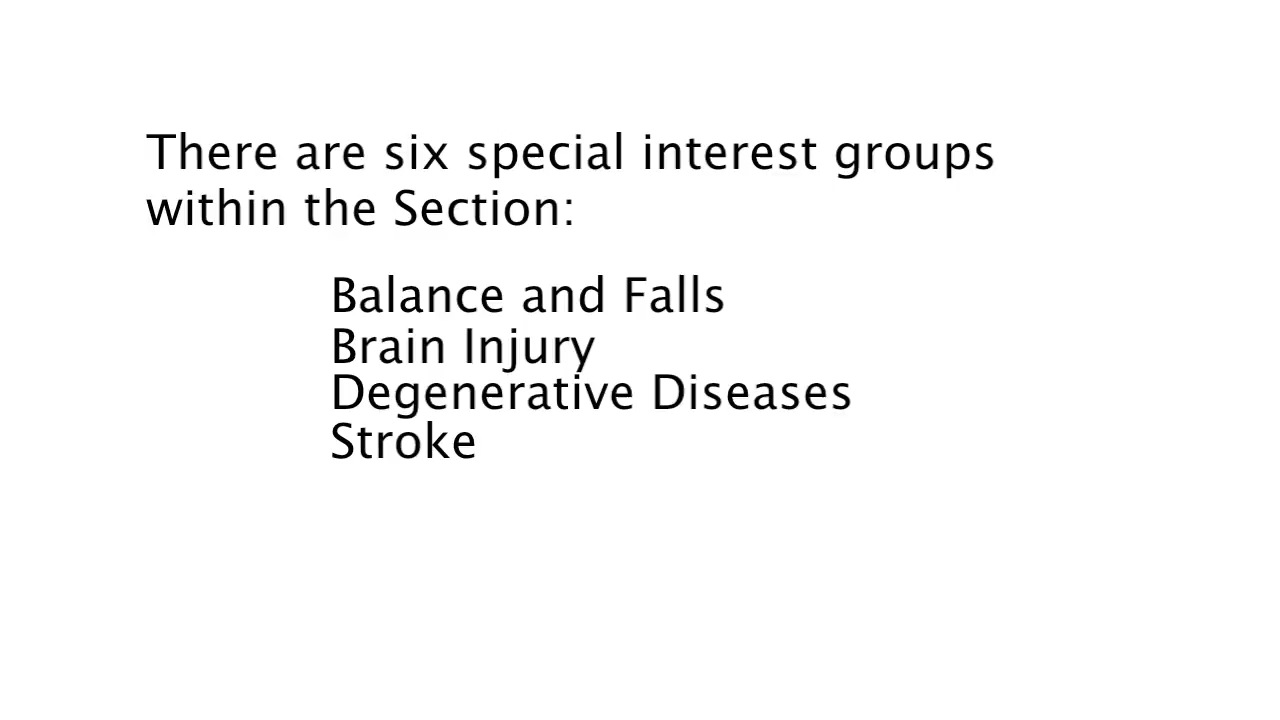 There are six special interest groups
within the Section:
Balance and Falls
Brain Injury
Degenerative Diseases
Stroke